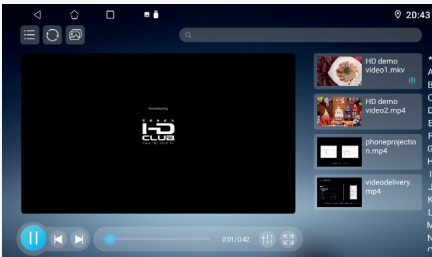 20:43
HD demo
video1.mkv
HD demo
video2.mp4
phoneprojectio
n.mp4
videodelivery.
mp4
HD
CLUB
0:01/0:42
*
A
B
C
D
E
F
G
H
I
J
K
L
M
N